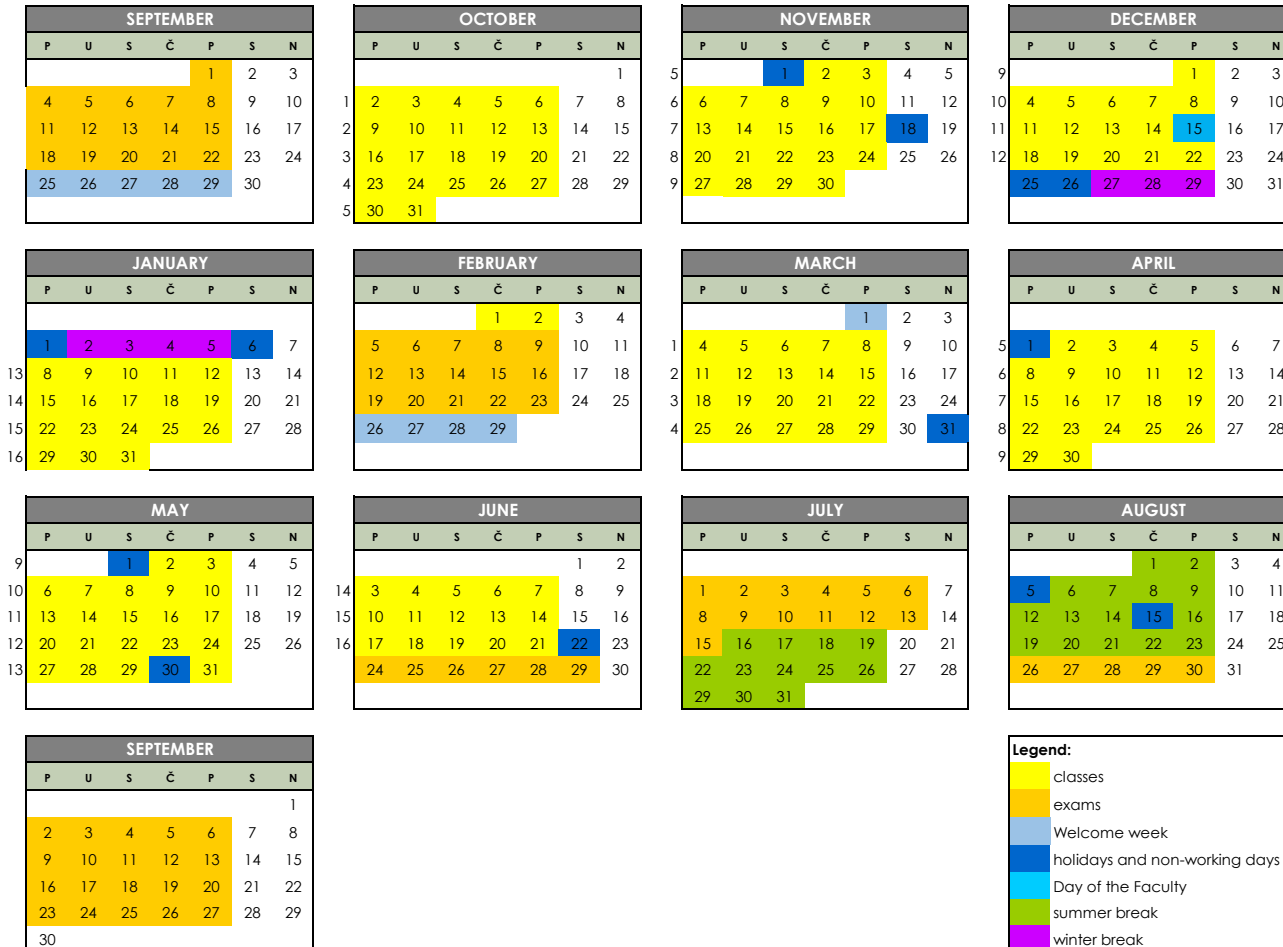 SEPTEMBER OCTOBER NOVEMBER DECEMBER
P U S Č P S N P U S Č P S N P U S Č P S N P U S Č P S N
1 2 3 1 5 1 2 3 4 5 9 1 2 3
4 5 6 7 8 9 10 1 2 3 4 5 6 7 8 6 6 7 8 9 10 11 12 10 4 5 6 7 8 9 10
11 12 13 14 15 16 17 2 9 10 11 12 13 14 15 7 13 14 15 16 17 18 19 11 11 12 13 14 15 16 17
18 19 20 21 22 23 24 3 16 17 18 19 20 21 22 8 20 21 22 23 24 25 26 12 18 19 20 21 22 23 24
25 26 27 28 29 30 4 23 24 25 26 27 28 29 9 27 28 29 30 25 26 27 28 29 30 31
5 30 31
JANUARY FEBRUARY MARCH APRIL
P U S Č P S N P U S Č P S N P U S Č P S N P U S Č P S N
1 2 3 4 1 2 3
1 2 3 4 5 6 7 5 6 7 8 9 10 11 1 4 5 6 7 8 9 10 5 1 2 3 4 5 6 7
13 8 9 10 11 12 13 14 12 13 14 15 16 17 18 2 11 12 13 14 15 16 17 6 8 9 10 11 12 13 14
14 15 16 17 18 19 20 21 19 20 21 22 23 24 25 3 18 19 20 21 22 23 24 7 15 16 17 18 19 20 21
15 22 23 24 25 26 27 28 26 27 28 29 4 25 26 27 28 29 30 31 8 22 23 24 25 26 27 28
16 29 30 31 9 29 30
MAY JUNE JULY AUGUST
P U S Č P S N P U S Č P S N P U S Č P S N P U S Č P S N
9 1 2 3 4 5 1 2 1 2 3 4
10 6 7 8 9 10 11 12 14 3 4 5 6 7 8 9 1 2 3 4 5 6 7 5 6 7 8 9 10 11
11 13 14 15 16 17 18 19 15 10 11 12 13 14 15 16 8 9 10 11 12 13 14 12 13 14 15 16 17 18
12 20 21 22 23 24 25 26 16 17 18 19 20 21 22 23 15 16 17 18 19 20 21 19 20 21 22 23 24 25
13 27 28 29 30 31 24 25 26 27 28 29 30 22 23 24 25 26 27 28 26 27 28 29 30 31
29 30 31
SEPTEMBER
P U S Č P S N
1
2 3 4 5 6 7 8
9 10 11 12 13 14 15
16 17 18 19 20 21 22
23 24 25 26 27 28 29
30
Legend:
classes
exams
Welcome week
holidays and non-working days
Day of the Faculty
summer break
winter break